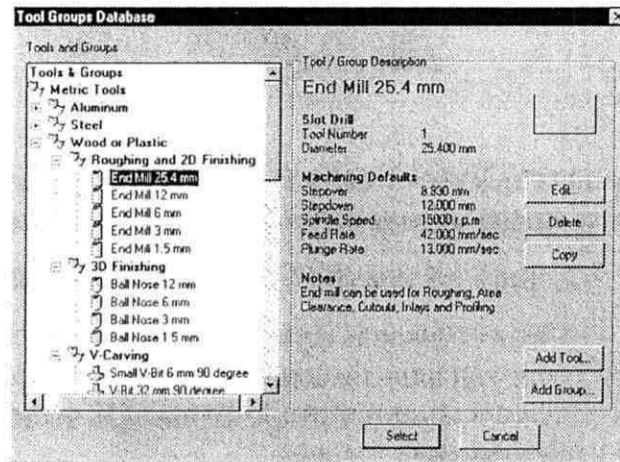 Tool Groups Database
Tools and Groups
Tools & Groups
Metric Tools
Aluminum
Steel
Wood or Plastic
Roughing and 2D Finishing
End Mill 25.4 mm
End Mill 12 mm
End Mill 6 mm
End Mill 3 mm
End Mill 1.5 mm
3D Finishing
Ball Nose 12 mm
Ball Nose 6 mm
Ball Nose 3 mm
Ball Nose 1.5 mm
V-Carving
Small V-Bit 6 mm 90 degree
V-Bit 32 mm 90 degree
Tool / Group Description
End Mill 25.4 mm
Slot Drill
Tool Number 1
Diameter 25.400 mm
Machining Defaults
Stepover 8.890 mm
Stepdown 12.000 mm
Spindle Speed 15000 r.p.m
Feed Rate 42.000 mm/sec
Plunge Rate 13.000 mm/sec
Notes
End mill can be used for Roughing, Area
Clearance, Cutouts, Inlays and Profiling
Edit
Delete
Copy
Add Tool...
Add Group...
Select
Cancel